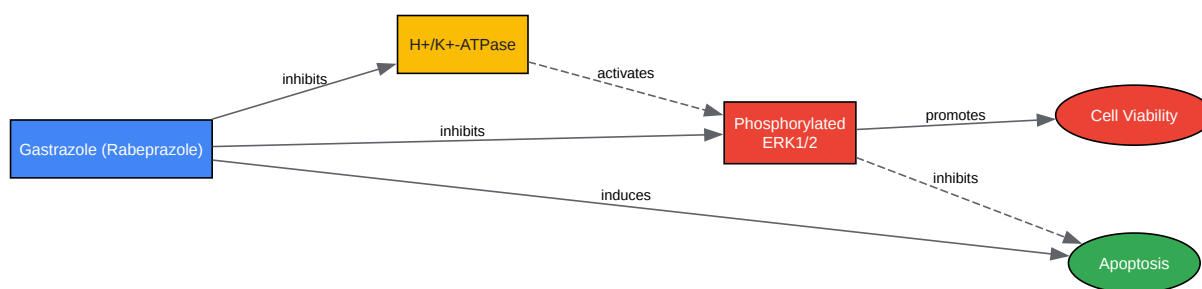 H+/K+-ATPase
inhibits
activates
Phosphorylated
ERK1/2
promotes
Cell Viability
Gastrazole (Rabeprazole)
inhibits
inhibits
induces
Apoptosis